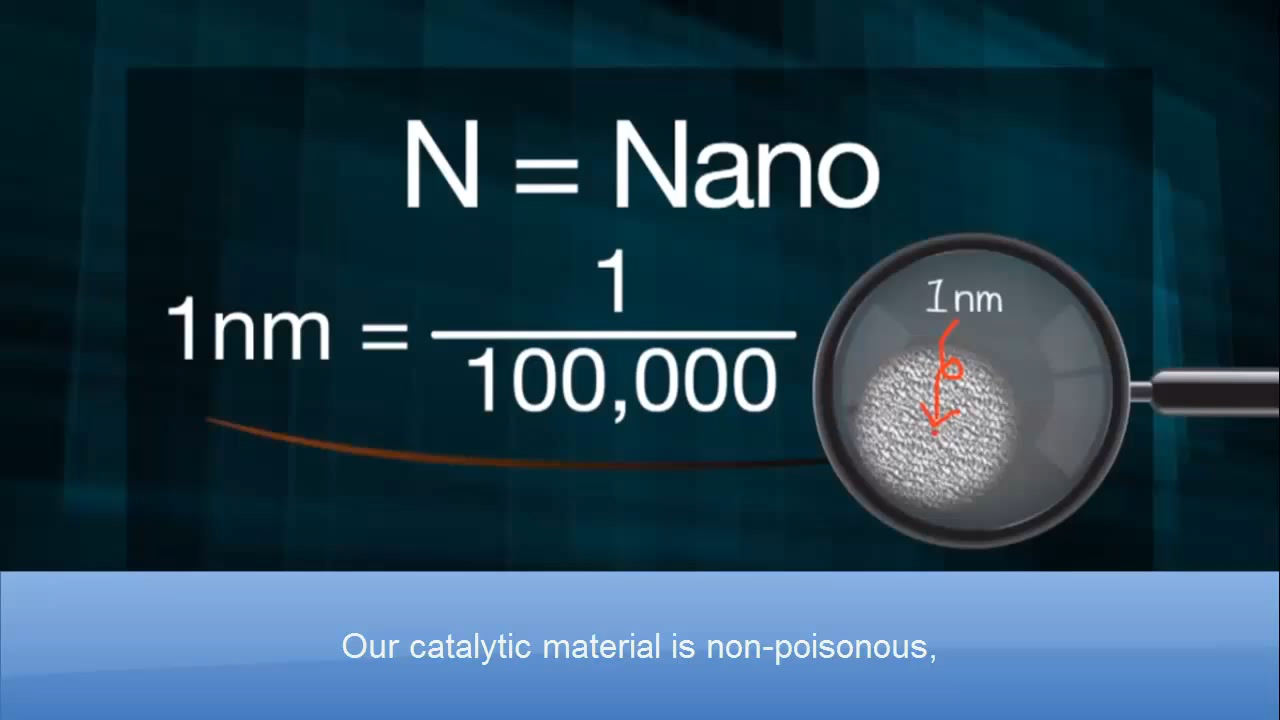 N = Nano
1nm = 1
100,000
1nm
Our catalytic material is non-poisonous,